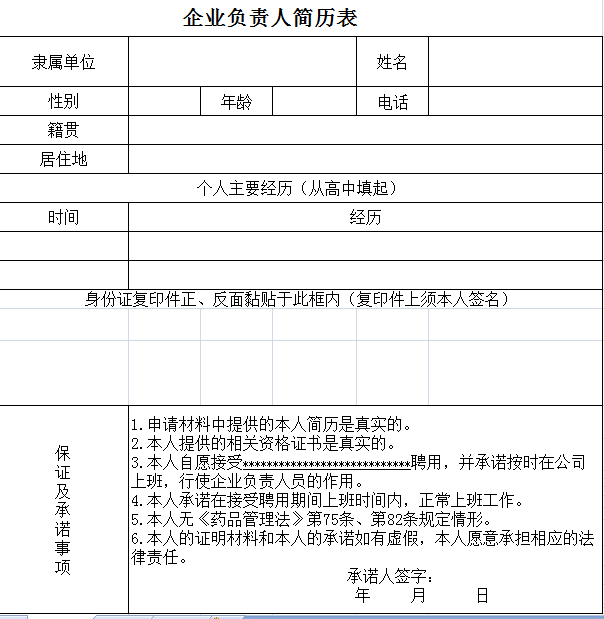 企业负责人简历表
隶属单位 姓名
性别 年龄 电话
籍贯
居住地
个人主要经历（从高中填起）
时间 经历
身份证复印件正、反面黏贴于此框内（复印件上须本人签名）
保证及承诺事项
1.申请材料中提供的本人简历是真实的。
2.本人提供的相关资格证书是真实的。
3.本人自愿接受****************************聘用，并承诺按时在公司
上班，行使企业负责人员的作用。
4.本人承诺在接受聘用期间上班时间内，正常上班工作。
5.本人无《药品管理法》第75条、第82条规定情形。
6.本人的证明材料和本人的承诺如有虚假，本人愿意承担相应的法
律责任。
承诺人签字：
年 月 日